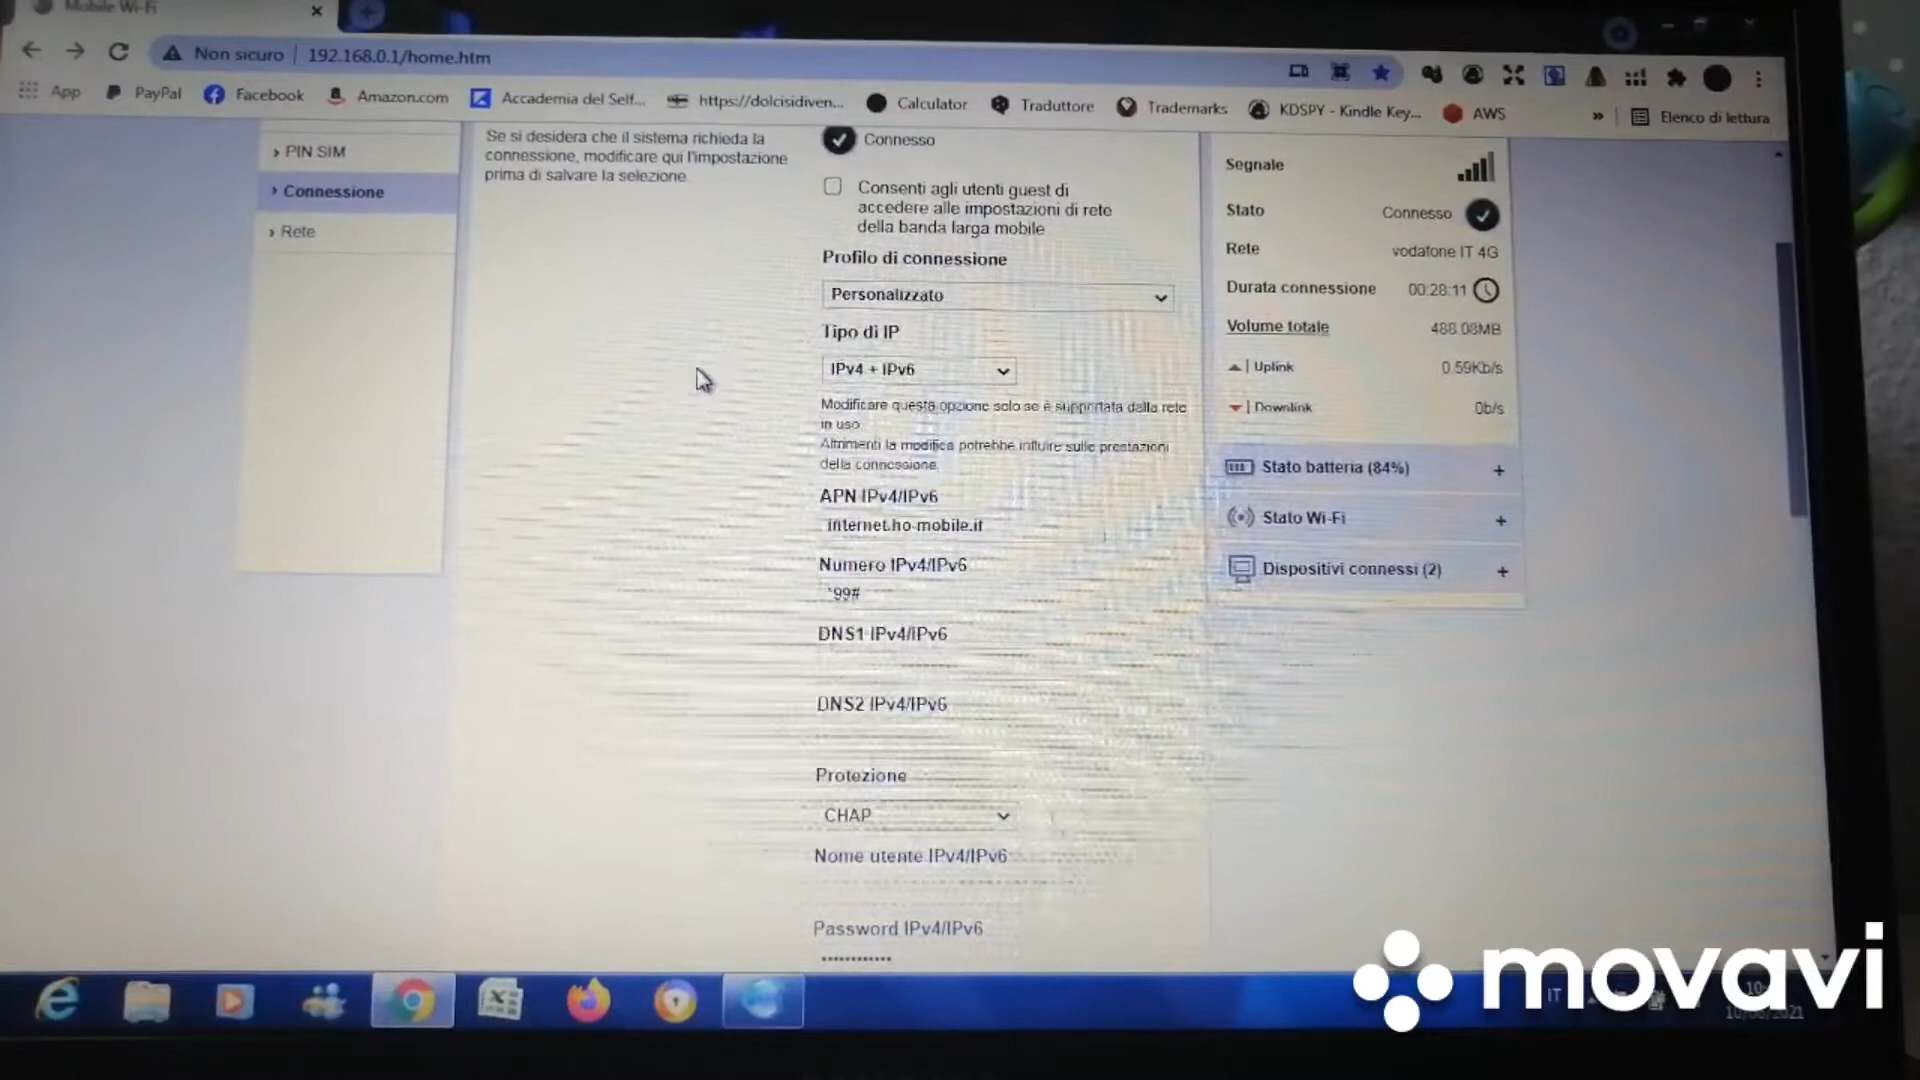 Mobile Wi-Fi
Non sicuro | 192.168.0.1/home.htm
App
PayPal
Facebook
Amazon.com
Accademia del Self...
https://dolcisidiven...
Calculator
Traduttore
Trademarks
KDSPY - Kindle Key...
AWS
»
Elenco di lettura
› PIN SIM
› Connessione
› Rete
Se si desidera che il sistema richieda la
connessione, modificare qui l'impostazione
prima di salvare la selezione.
Connesso
Consenti agli utenti guest di
accedere alle impostazioni di rete
della banda larga mobile
Profilo di connessione
Personalizzato
Tipo di IP
IPv4 + IPv6
Modificare questa opzione solo se è supportata dalla rete
in uso
Altrimenti la modifica potrebbe influire sulle prestazioni
della connessione.
APN IPv4/IPv6
internet.ho-mobile.it
Numero IPv4/IPv6
*99#
DNS1 IPv4/IPv6
DNS2 IPv4/IPv6
Protezione
CHAP
Nome utente IPv4/IPv6
Password IPv4/IPv6
••••••••••••
Segnale
Stato Connesso
Rete vodafone IT 4G
Durata connessione 00:28:11
Volume totale 488.08MB
| Uplink 0.59Kb/s
| Downlink 0b/s
Stato batteria (84%) +
Stato Wi-Fi +
Dispositivi connessi (2) +
IT
movavi